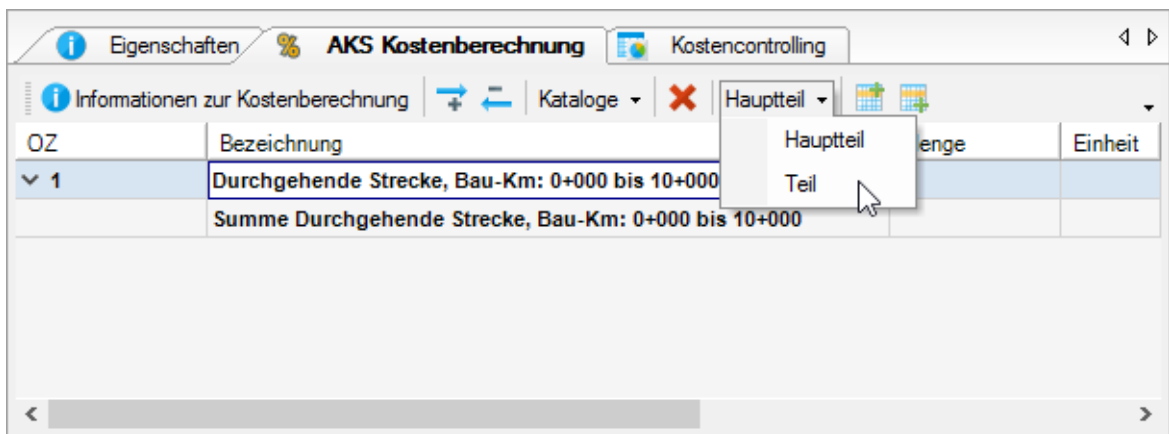 Eigenschaften AKS Kostenberechnung Kostencontrolling
Informationen zur Kostenberechnung Kataloge Hauptteil
OZ Bezeichnung enge Einheit
Hauptteil
1 Durchgehende Strecke, Bau-Km: 0+000 bis 10+000
Teil
Summe Durchgehende Strecke, Bau-Km: 0+000 bis 10+000